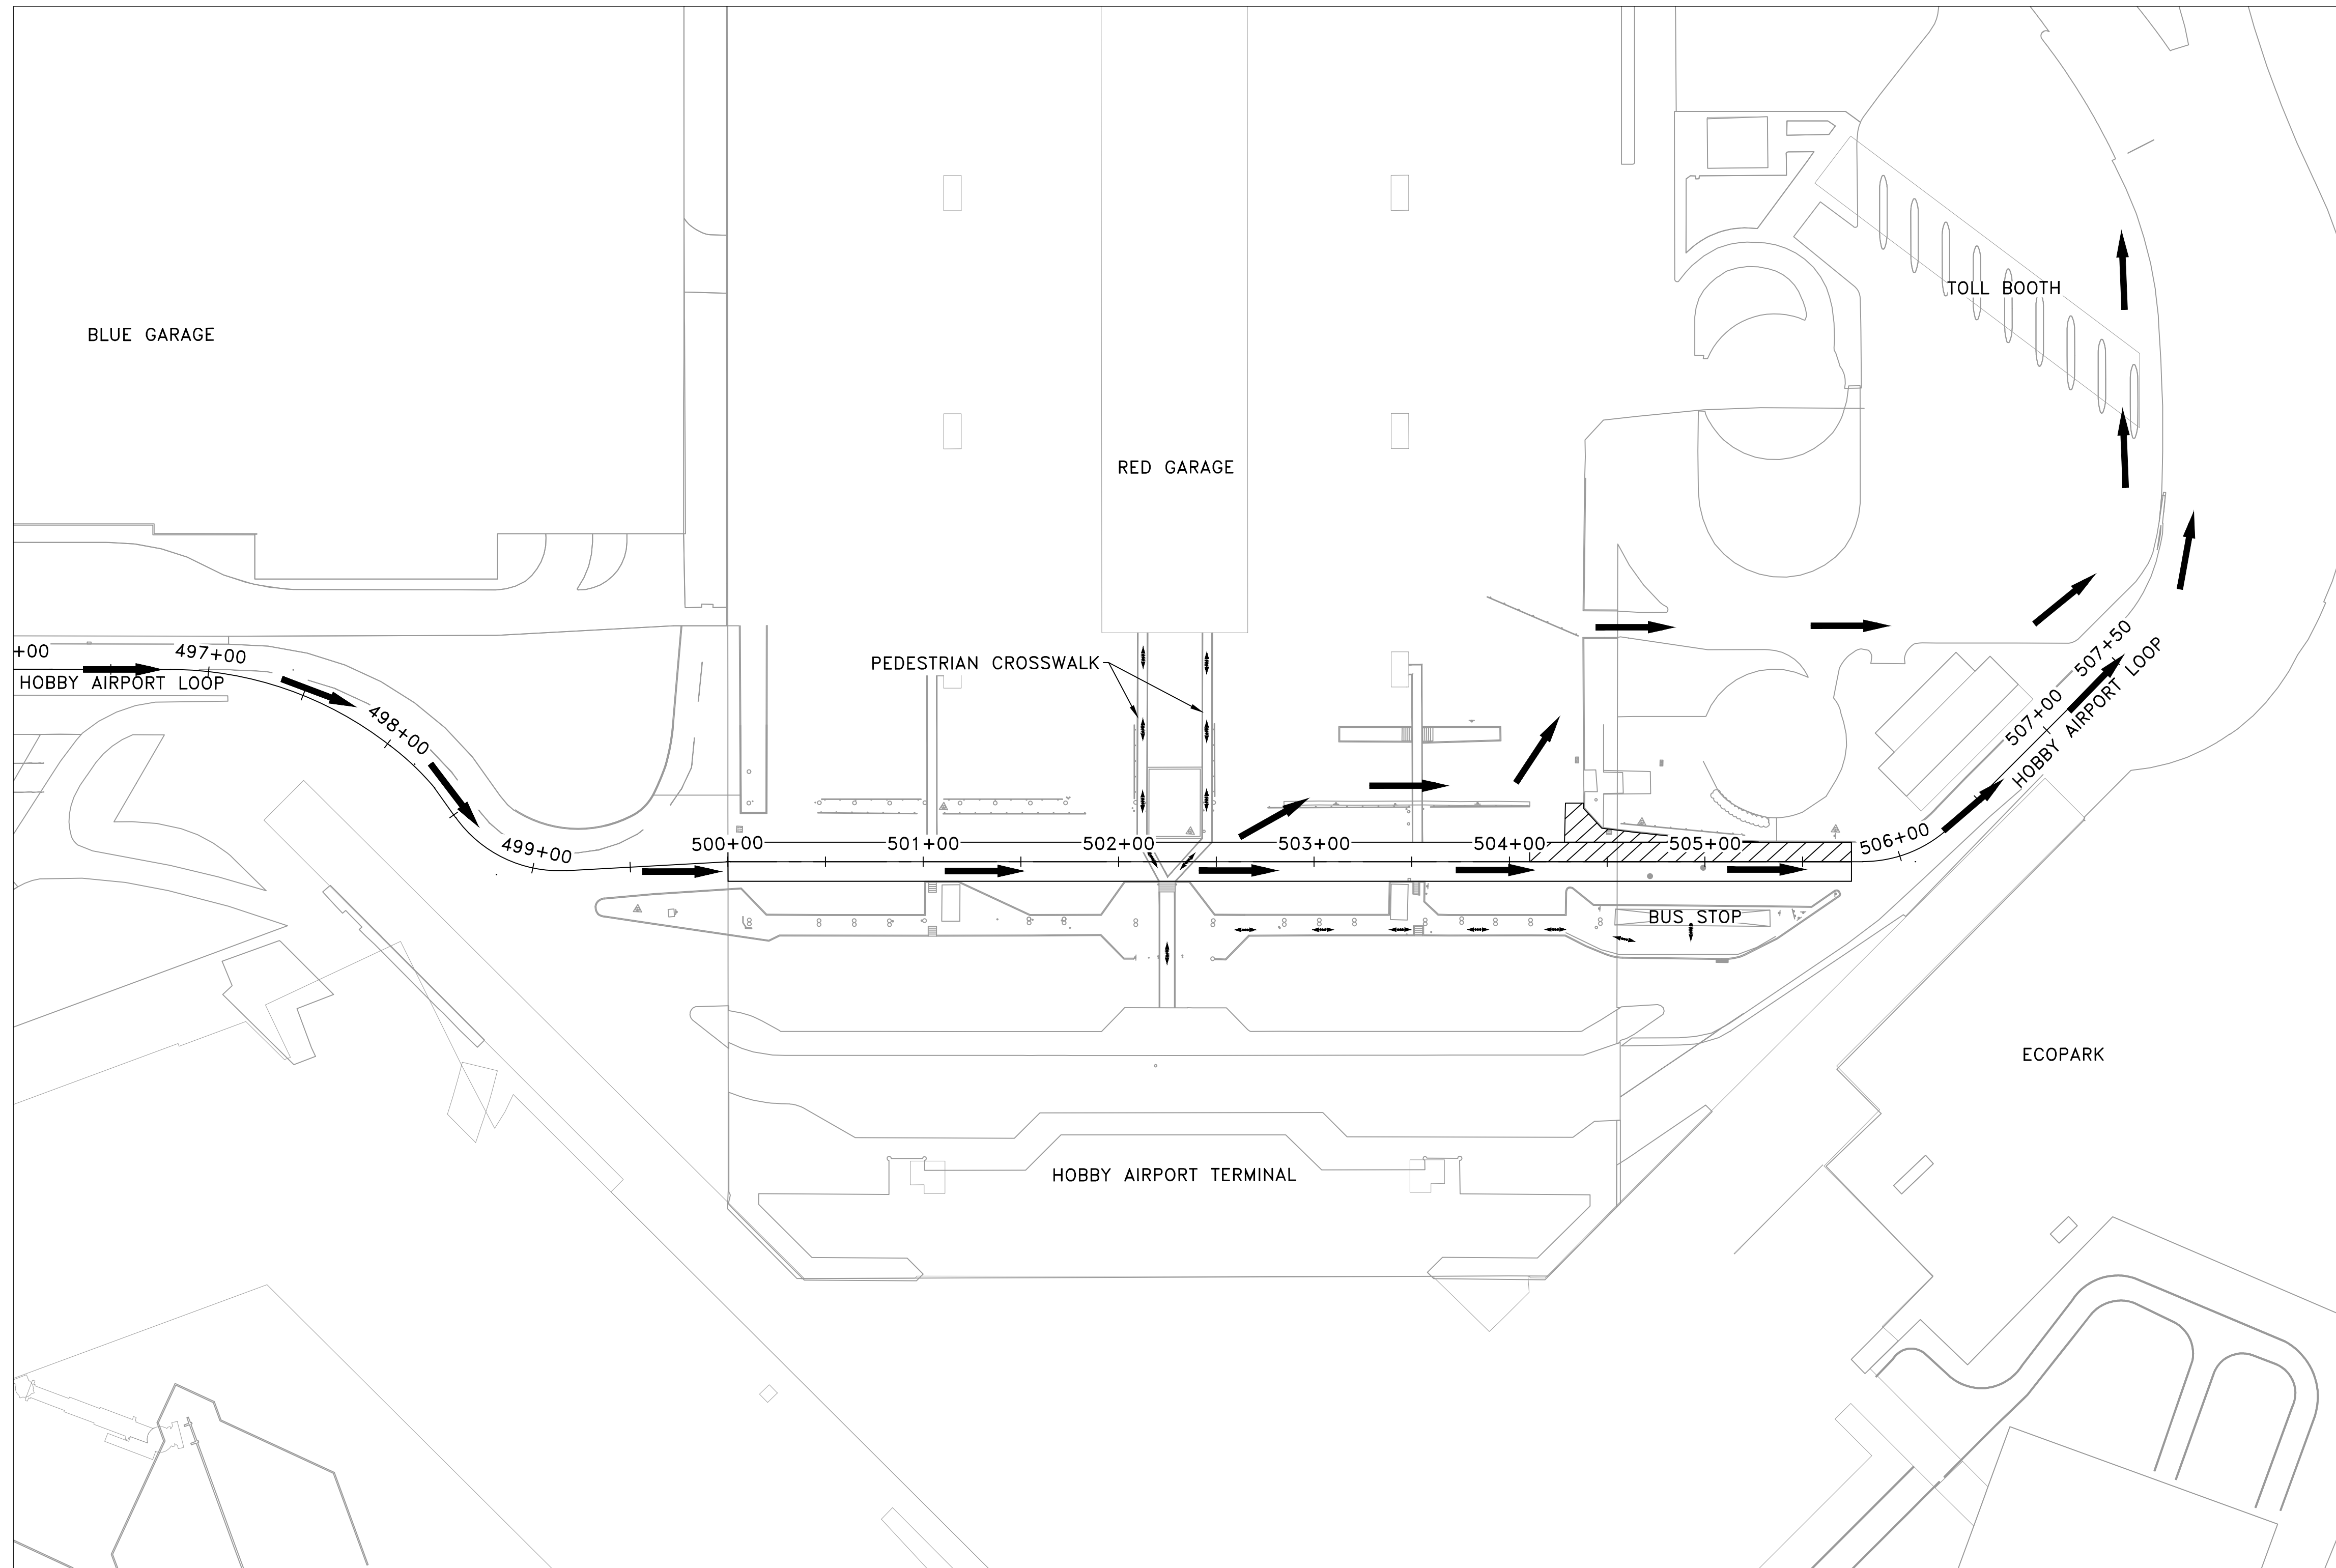 TOLL BOOTH
BLUE GARAGE
RED GARAGE
+00
497+00
HOBBY AIRPORT LOOP
498+00
499+00
PEDESTRIAN CROSSWALK
500+00
501+00
502+00
503+00
504+00
505+00
506+00
507+00
507+50
HOBBY AIRPORT LOOP
BUS STOP
ECOPARK
HOBBY AIRPORT TERMINAL